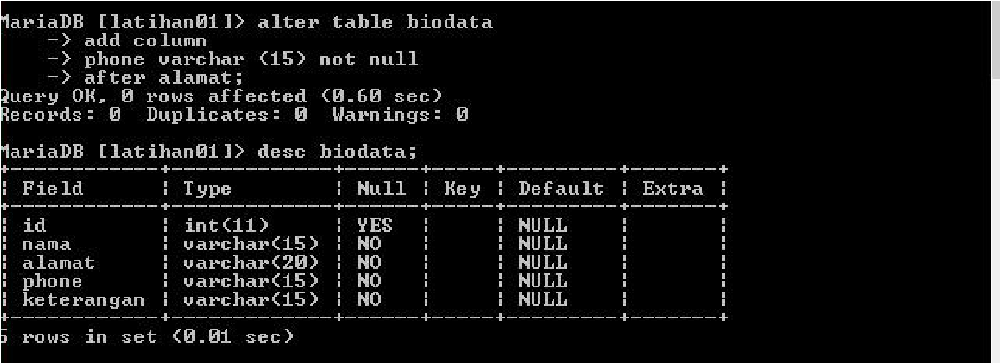 MariaDB [latihan01]> alter table biodata
    -> add column
    -> phone varchar (15) not null
    -> after alamat;
Query OK, 0 rows affected (0.60 sec)
Records: 0  Duplicates: 0  Warnings: 0
MariaDB [latihan01]> desc biodata;
+------------+-------------+------+-----+---------+-------+
| Field      | Type        | Null | Key | Default | Extra |
+------------+-------------+------+-----+---------+-------+
| id         | int(11)     | YES  |     | NULL    |       |
| nama       | varchar(15) | NO   |     | NULL    |       |
| alamat     | varchar(20) | NO   |     | NULL    |       |
| phone      | varchar(15) | NO   |     | NULL    |       |
| keterangan | varchar(15) | NO   |     | NULL    |       |
+------------+-------------+------+-----+---------+-------+
5 rows in set (0.01 sec)